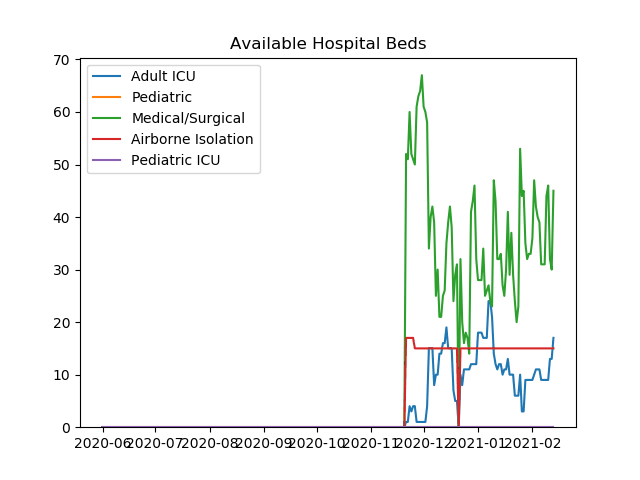 Available Hospital Beds
70
60
50
40
30
20
10
0
Adult ICU
Pediatric
Medical/Surgical
Airborne Isolation
Pediatric ICU
2020-06 2020-07 2020-08 2020-09 2020-10 2020-11 2020-12 2021-01 2021-02